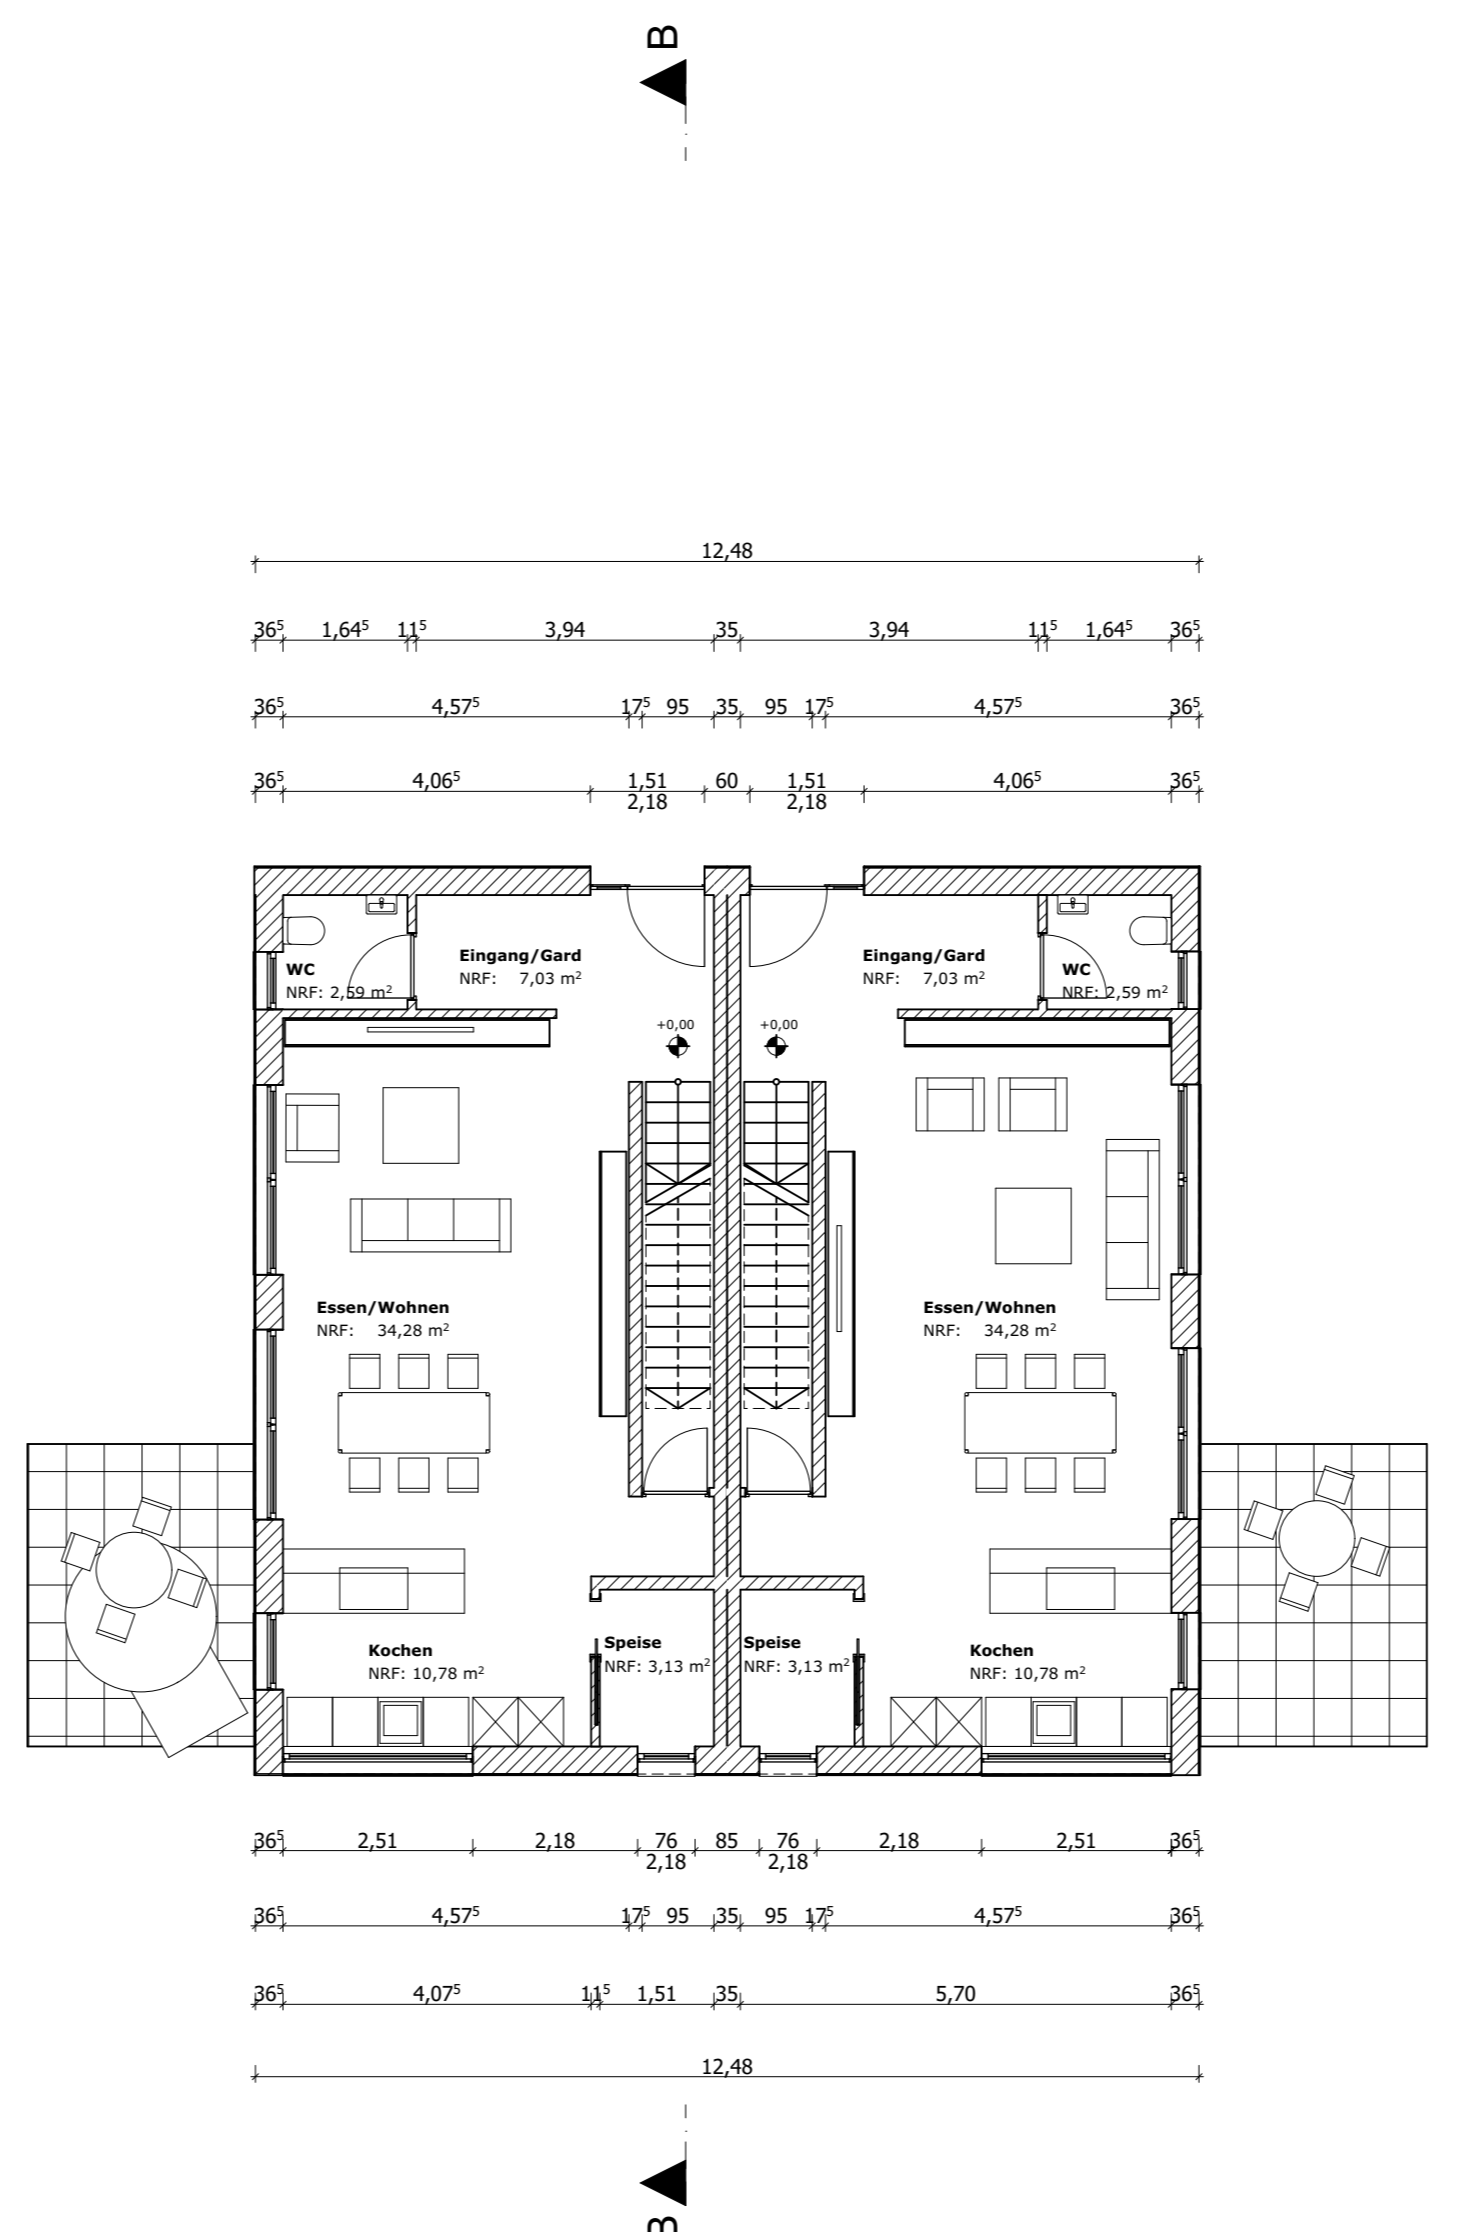 B
12,48
36⁵ 1,64⁵ 11⁵ 3,94 35 3,94 11⁵ 1,64⁵ 36⁵
36⁵ 4,57⁵ 17⁵ 95 35 95 17⁵ 4,57⁵ 36⁵
36⁵ 4,06⁵ 1,51 60 1,51 4,06⁵ 36⁵
2,18 2,18
Eingang/Gard
NRF: 7,03 m²
Eingang/Gard
NRF: 7,03 m²
WC
NRF: 2,59 m²
WC
NRF: 2,59 m²
+0,00 +0,00
Essen/Wohnen
NRF: 34,28 m²
Essen/Wohnen
NRF: 34,28 m²
Kochen
NRF: 10,78 m²
Speise
NRF: 3,13 m²
Speise
NRF: 3,13 m²
Kochen
NRF: 10,78 m²
36⁵ 2,51 2,18 76 85 76 2,18 2,51 36⁵
2,18 2,18
36⁵ 4,57⁵ 17⁵ 95 35 95 17⁵ 4,57⁵ 36⁵
36⁵ 4,07⁵ 11⁵ 1,51 35 5,70 36⁵
12,48
B